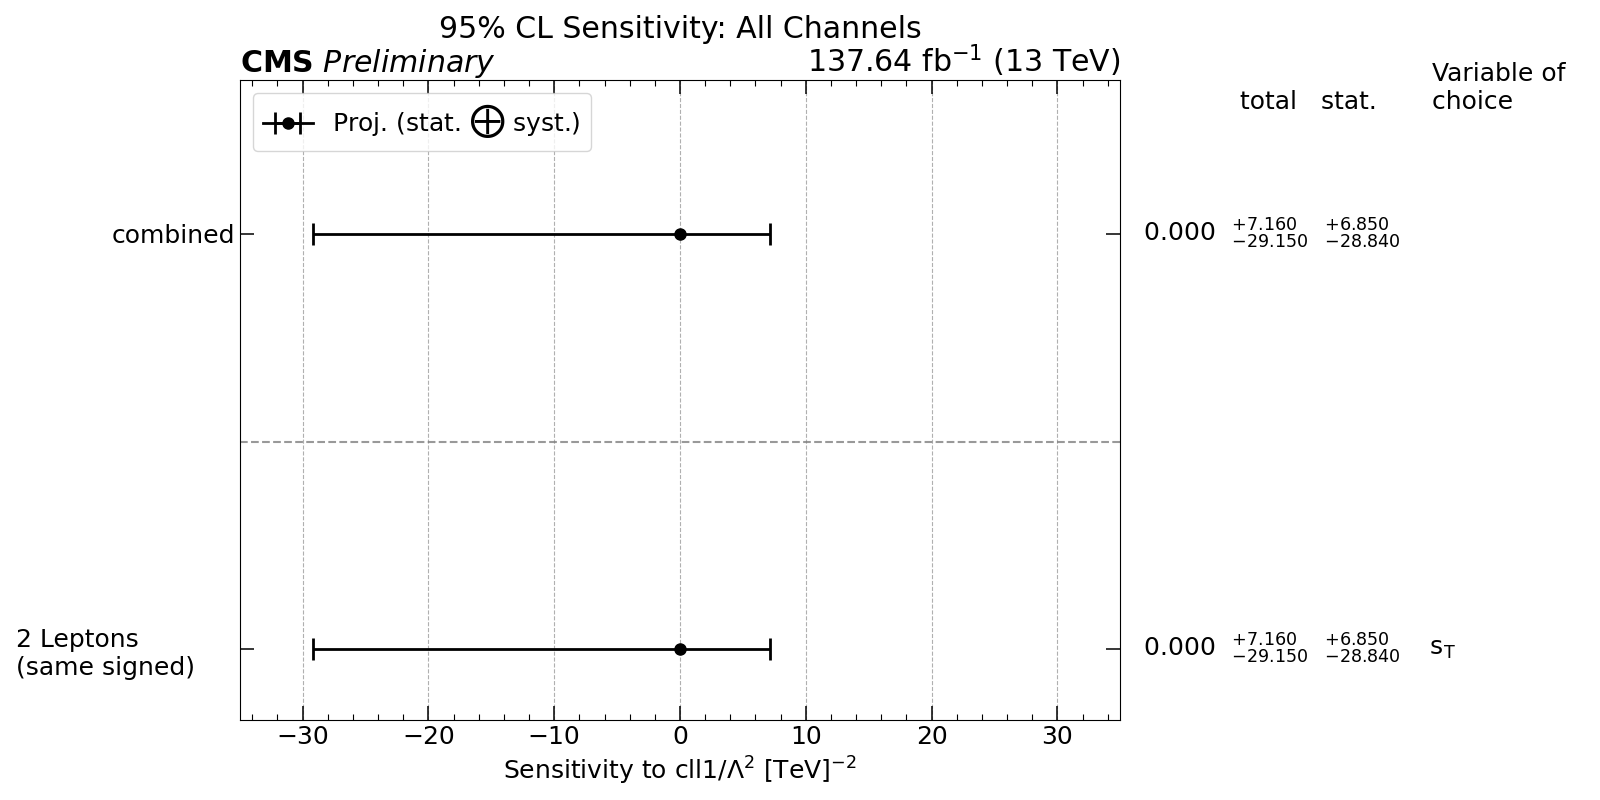 95% CL Sensitivity: All Channels
CMS Preliminary 137.64 fb⁻¹ (13 TeV)
total stat. Variable of
choice
Proj. (stat. ⊕ syst.)
combined 0.000 +7.160 −29.150 +6.850 −28.840
2 Leptons
(same signed) 0.000 +7.160 −29.150 +6.850 −28.840 s_T
−30 −20 −10 0 10 20 30
Sensitivity to cll1/Λ² [TeV]⁻²